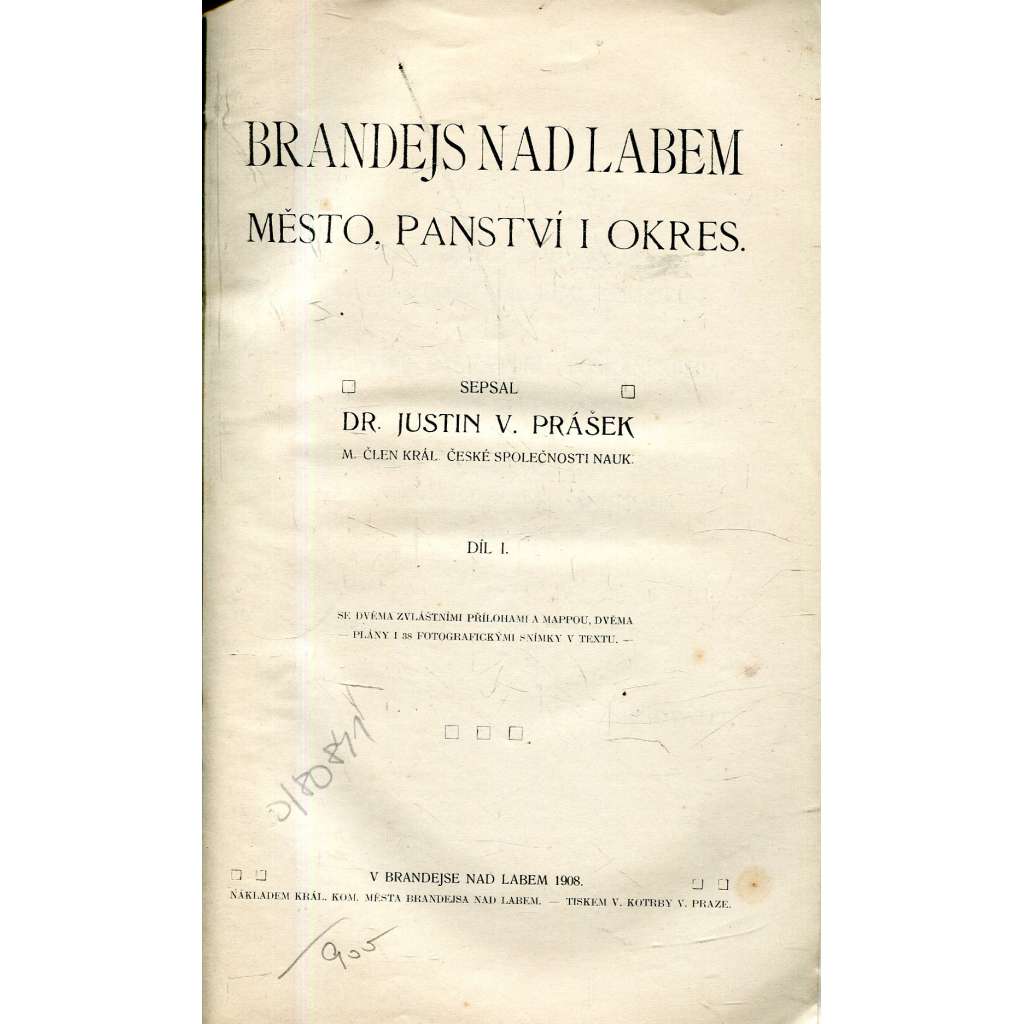 BRANDEJS NAD LABEM
MĚSTO, PANSTVÍ I OKRES.
SEPSAL
DR. JUSTIN V. PRÁŠEK
M. ČLEN KRÁL. ČESKÉ SPOLEČNOSTI NAUK.
DÍL I.
SE DVĚMA ZVLÁŠTNÍMI PŘÍLOHAMI A MAPPOU, DVĚMA
— PLÁNY I 38 FOTOGRAFICKÝMI SNÍMKY V TEXTU. —
V BRANDEJSE NAD LABEM 1908.
NÁKLADEM KRÁL. KOM. MĚSTA BRANDEJSA NAD LABEM. — TISKEM V. KOTRBY V. PRAZE.